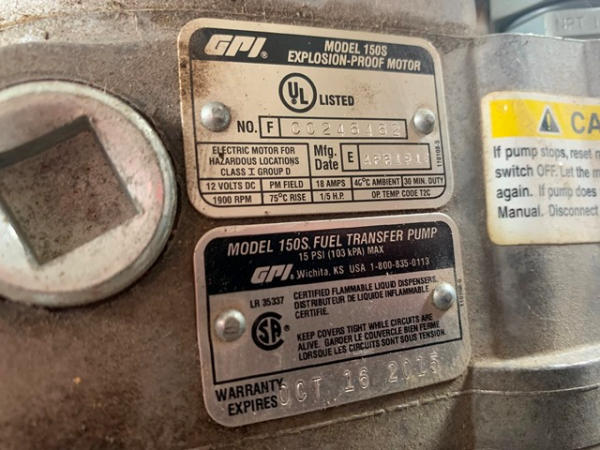 GPI.
MODEL 150S
EXPLOSION-PROOF MOTOR
UL LISTED
NO. F CC246462
ELECTRIC MOTOR FOR
HAZARDOUS LOCATIONS
CLASS I GROUP D
Mfg.
Date E
12 VOLTS DC PM FIELD 18 AMPS 40°C AMBIENT 30 MIN. DUTY
1900 RPM 75°C RISE 1/5 H.P. OP. TEMP CODE T2C
MODEL 150S FUEL TRANSFER PUMP
15 PSI (103 kPA) MAX
GPI. Wichita, KS USA 1-800-835-0113
LR 35337
CERTIFIED FLAMMABLE LIQUID DISPENSERS.
DISTRIBUTEUR DE LIQUIDE INFLAMMABLE
CERTIFIE.
KEEP COVERS TIGHT WHILE CIRCUITS ARE
ALIVE. GARDER LE COUVERCLE BIEN FERME
LORSQUE LES CIRCUITS SONT SOUS TENSION.
WARRANTY
EXPIRES OCT 16 2015
CA
If pump stops, reset
switch OFF. Let the m
again. If pump does
Manual. Disconnect
NPT